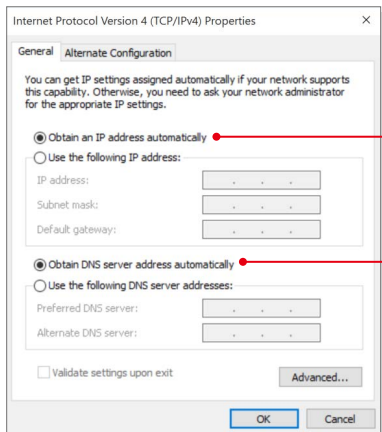 Internet Protocol Version 4 (TCP/IPv4) Properties
General
Alternate Configuration
You can get IP settings assigned automatically if your network supports
this capability. Otherwise, you need to ask your network administrator
for the appropriate IP settings.
Obtain an IP address automatically
Use the following IP address:
IP address:
Subnet mask:
Default gateway:
Obtain DNS server address automatically
Use the following DNS server addresses:
Preferred DNS server:
Alternate DNS server:
Validate settings upon exit
Advanced...
OK
Cancel